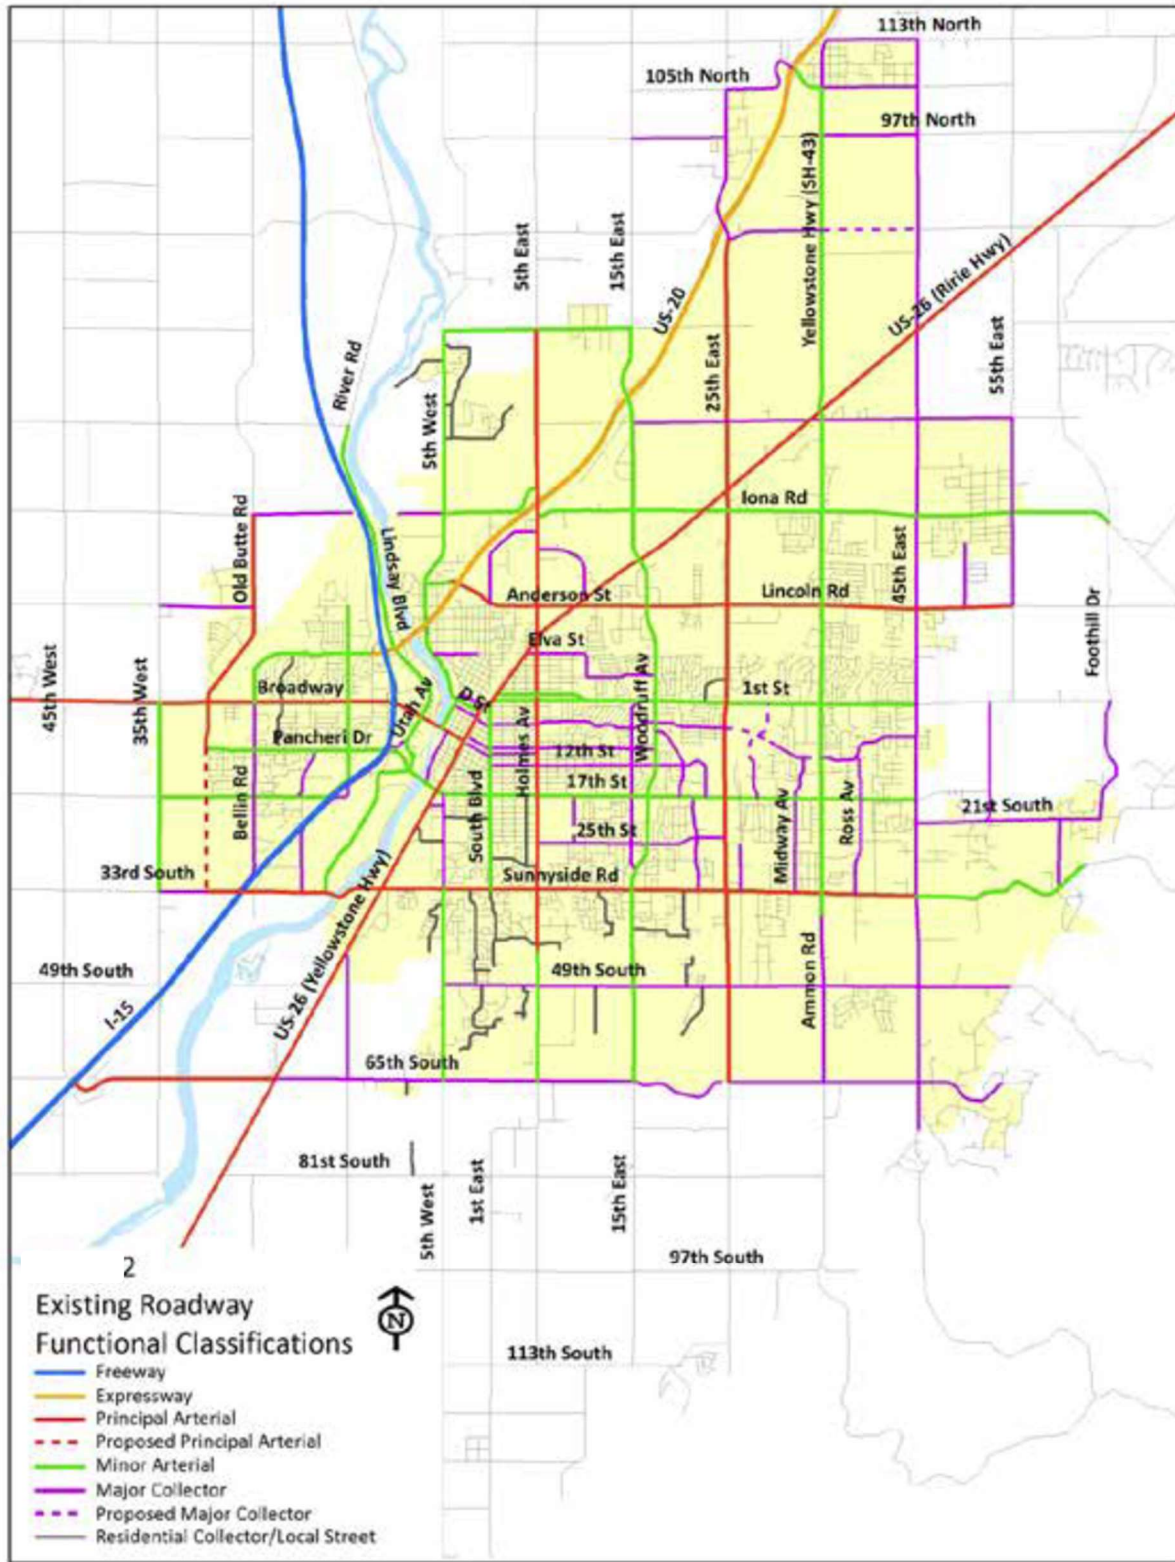 113th North
105th North
97th North
Yellowstone Hwy (SH-43)
5th East
15th East
US-20
US-26 (Ririe Hwy)
25th East
55th East
River Rd
5th West
Iona Rd
Old Butte Rd
Lindsay Blvd
45th East
Anderson St
Lincoln Rd
Foothill Dr
Elva St
45th West
35th West
Broadway
Utah Av
D St
Woodruff Av
1st St
Pancheri Dr
Holmes Av
12th St
17th St
Bellin Rd
South Blvd
25th St
Midway Av
Ross Av
21st South
33rd South
Sunnyside Rd
US-26 (Yellowstone Hwy)
49th South
49th South
Ammon Rd
I-15
65th South
81st South
5th West
1st East
15th East
97th South
2
Existing Roadway
Functional Classifications
N
113th South
Freeway
Expressway
Principal Arterial
Proposed Principal Arterial
Minor Arterial
Major Collector
Proposed Major Collector
Residential Collector/Local Street